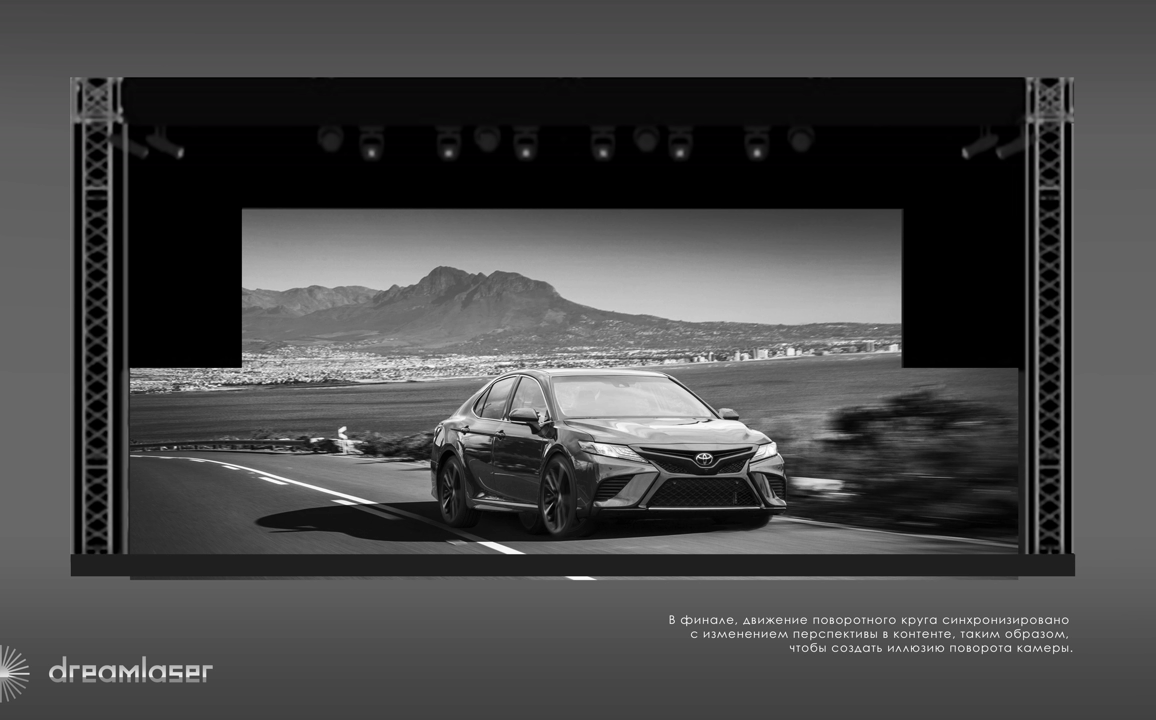 В финале, движение поворотного круга синхронизировано
с изменением перспективы в контенте, таким образом,
чтобы создать иллюзию поворота камеры.
dreamlaser